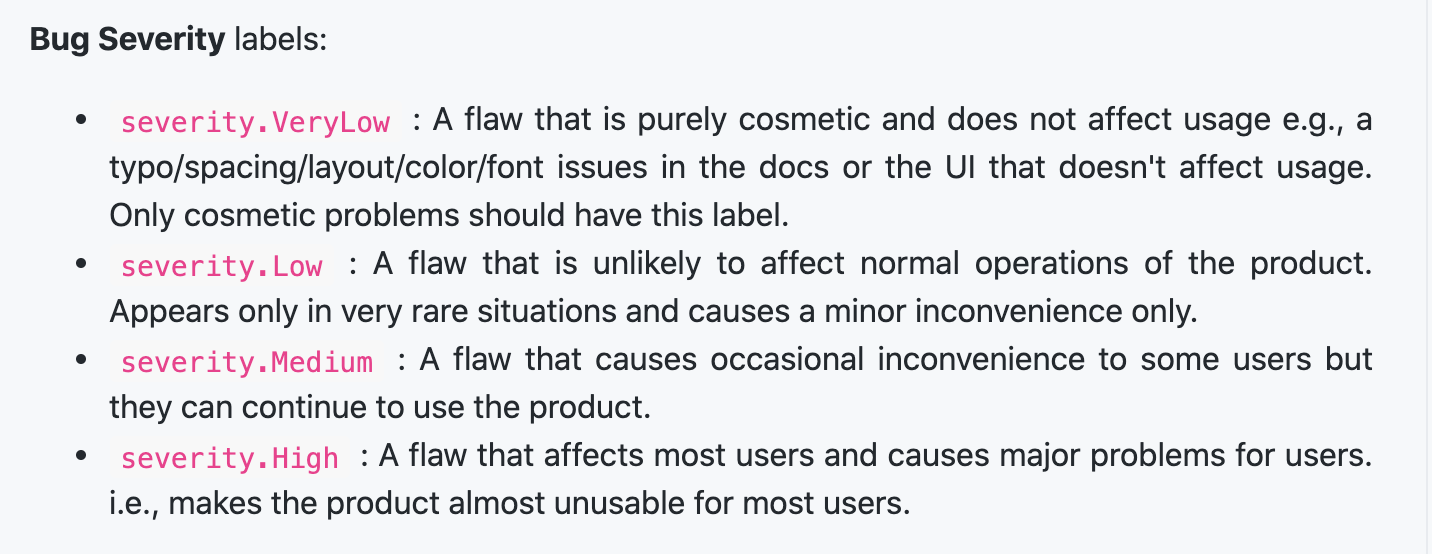 Bug Severity labels:
• severity.VeryLow : A flaw that is purely cosmetic and does not affect usage e.g., a
typo/spacing/layout/color/font issues in the docs or the UI that doesn't affect usage.
Only cosmetic problems should have this label.
• severity.Low : A flaw that is unlikely to affect normal operations of the product.
Appears only in very rare situations and causes a minor inconvenience only.
• severity.Medium : A flaw that causes occasional inconvenience to some users but
they can continue to use the product.
• severity.High : A flaw that affects most users and causes major problems for users.
i.e., makes the product almost unusable for most users.